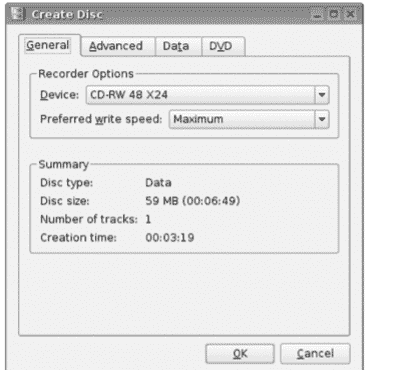 Create Disc
General Advanced Data DVD
Recorder Options
Device: CD-RW 48 X24
Preferred write speed: Maximum
Summary
Disc type: Data
Disc size: 59 MB (00:06:49)
Number of tracks: 1
Creation time: 00:03:19
OK Cancel